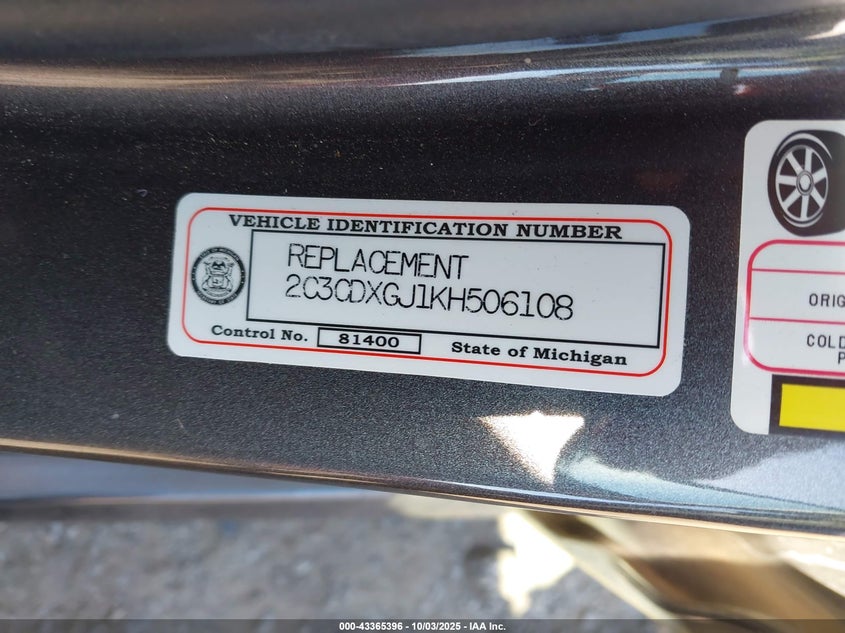 VEHICLE IDENTIFICATION NUMBER
REPLACEMENT
2C3CDXGJ1KH506108
Control No. 81400 State of Michigan
ORIG
COLD
P
000-43365396 - 10/03/2025 - IAA Inc.